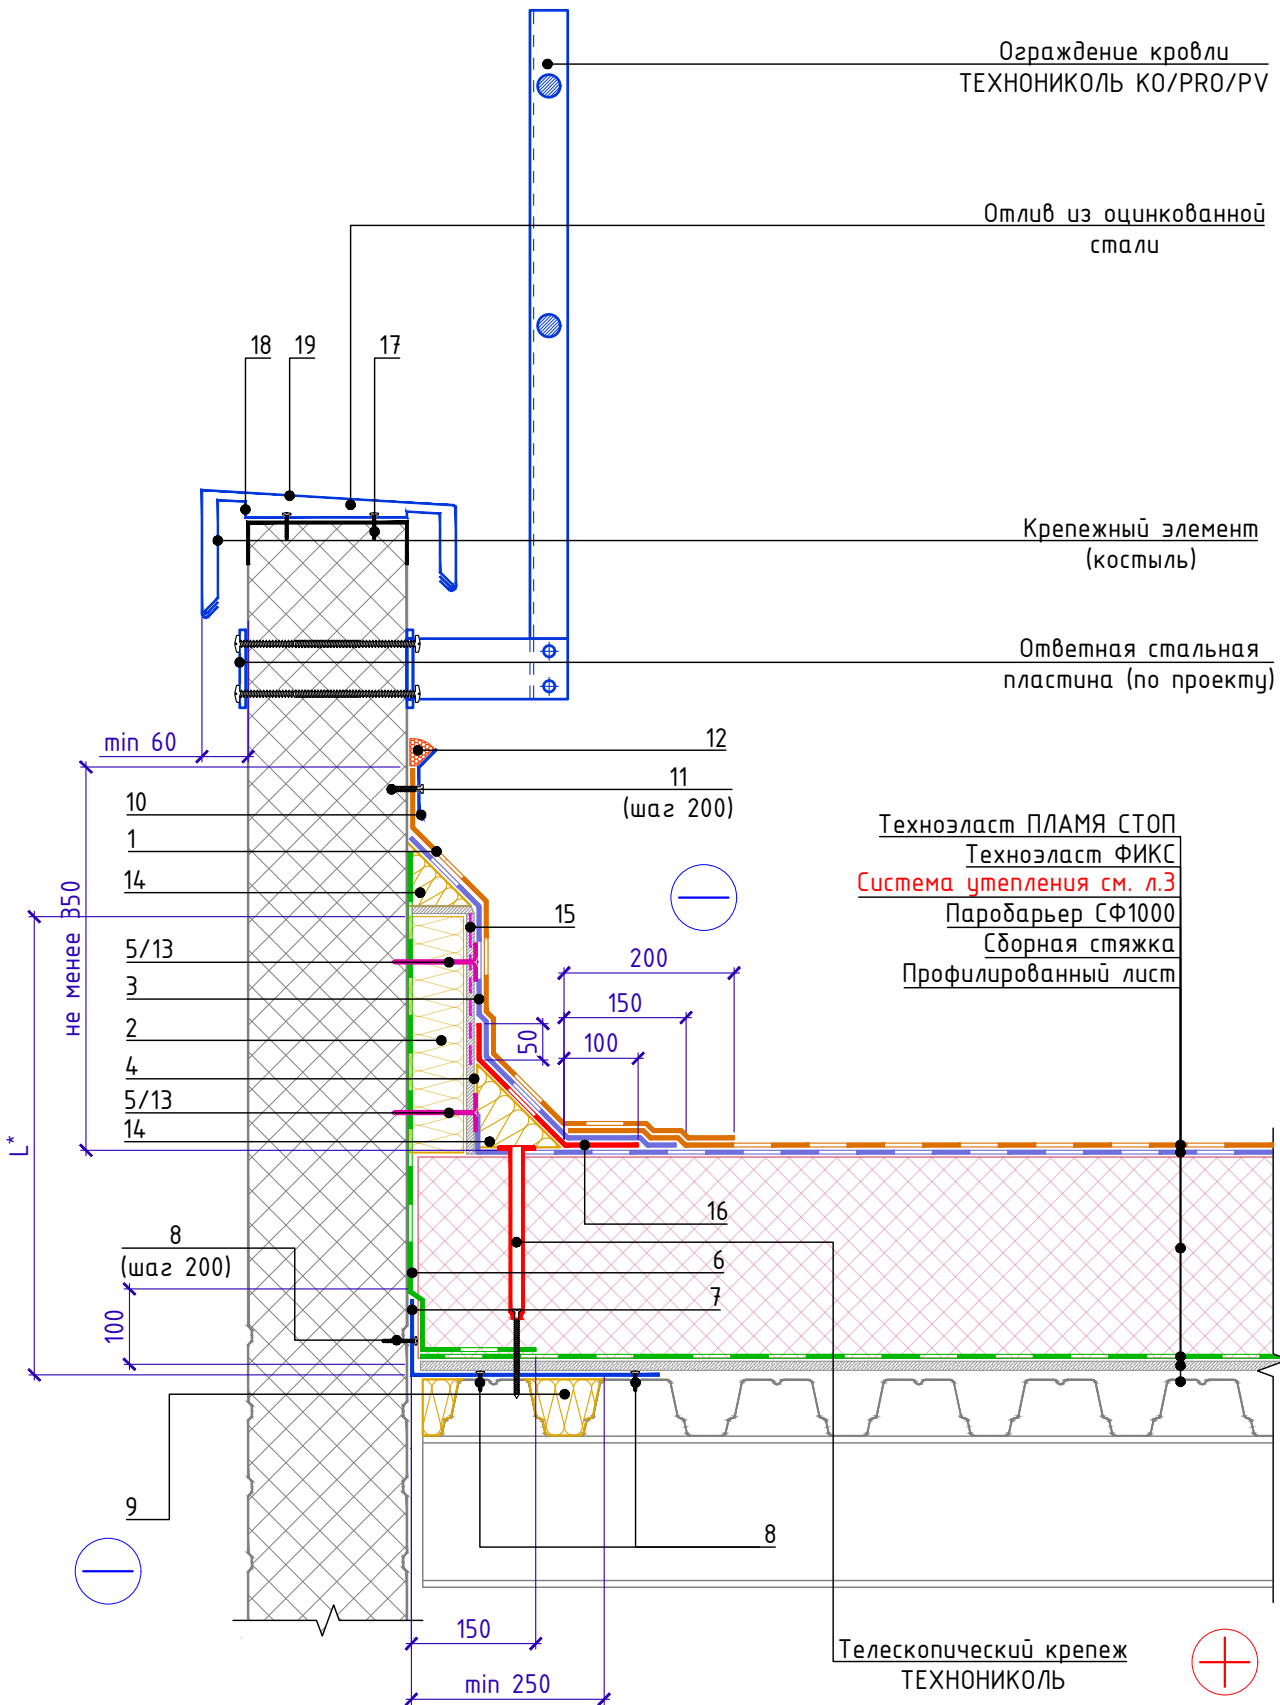 Ограждение кровли
ТЕХНОНИКОЛЬ КО/PRO/PV
Отлив из оцинкованной
стали
18
19
17
Крепежный элемент
(костыль)
Ответная стальная
пластина (по проекту)
min 60
12
11
(шаг 200)
10
1
14
5/13
3
2
4
5/13
14
не менее 350
L*
15
200
150
100
50
Техноэласт ПЛАМЯ СТОП
Техноэласт ФИКС
Система утепления см. л.3
Паробарьер СФ1000
Сборная стяжка
Профилированный лист
16
6
7
8
(шаг 200)
100
9
8
150
min 250
Телескопический крепеж
ТЕХНОНИКОЛЬ